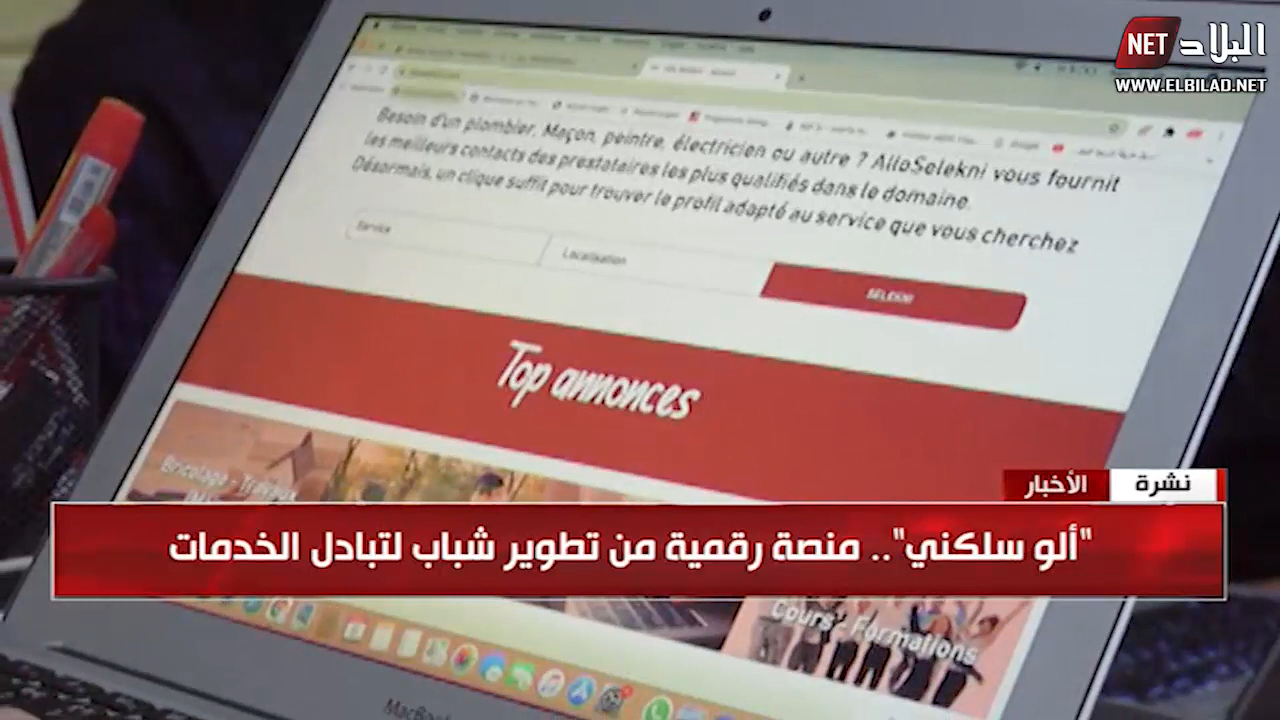 NET البلاد
WWW.ELBILAD.NET
Besoin d'un plombier, Maçon, peintre, électricien ou autre ? AlloSelekni vous fournit
les meilleurs contacts des prestataires les plus qualifiés dans le domaine.
Désormais, un clique suffit pour trouver le profil adapté au service que vous cherchez
Service
Localisation
SELEKNI
Top annonces
Bricolage - Travaux
Cours - Formations
نشرة الأخبار
"ألو سلكني".. منصة رقمية من تطوير شباب لتبادل الخدمات
MacBook